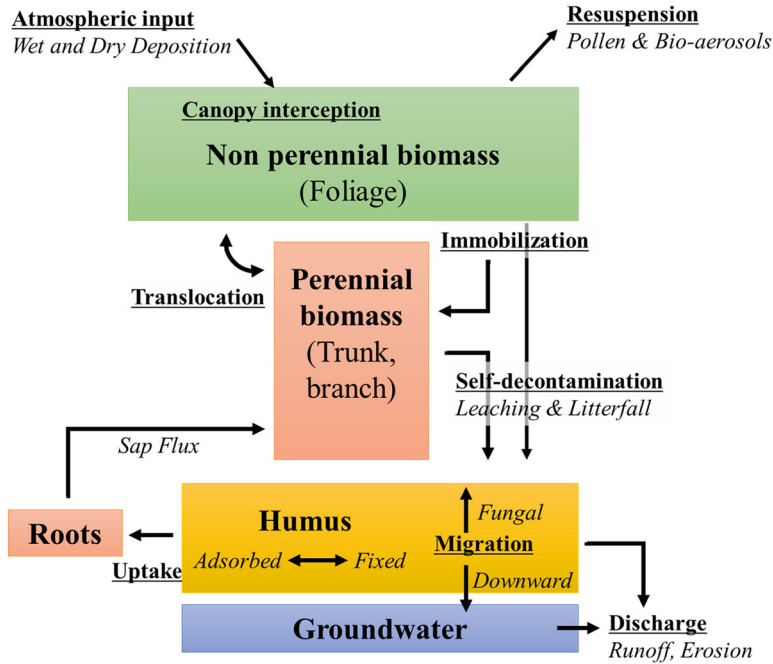 Atmospheric input
Wet and Dry Deposition
Resuspension
Pollen & Bio-aerosols
Canopy interception
Non perennial biomass
(Foliage)
Immobilization
Translocation
Perennial
biomass
(Trunk,
branch)
Self-decontamination
Leaching & Litterfall
Sap Flux
Roots
Uptake
Humus
Adsorbed
Fixed
Fungal
Migration
Downward
Groundwater
Discharge
Runoff, Erosion